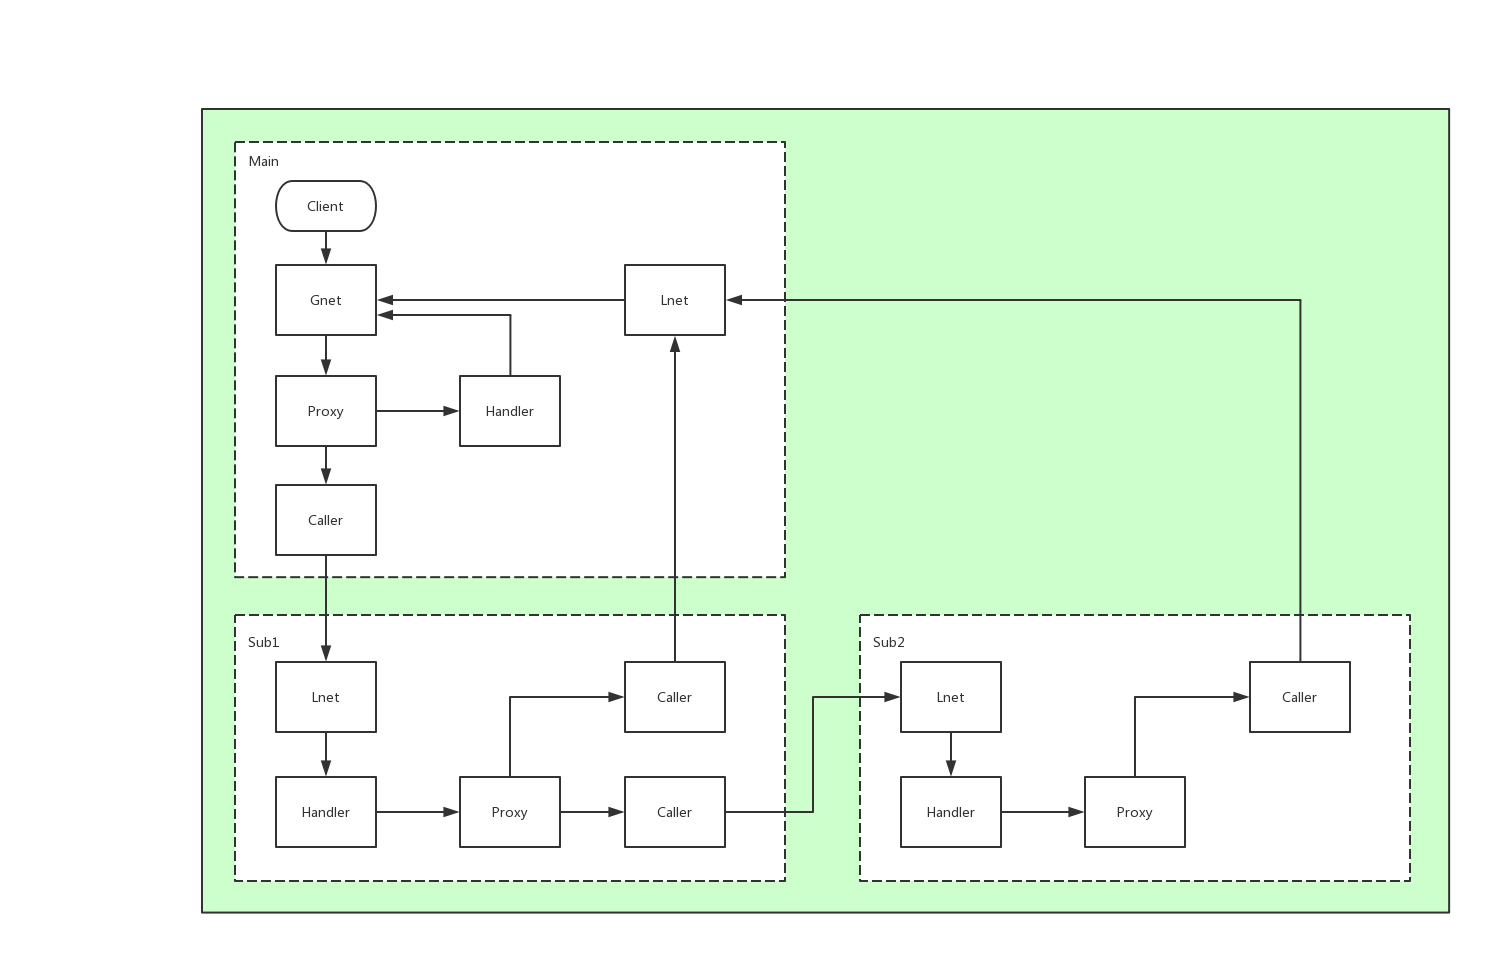 Main
Client
Gnet
Lnet
Proxy
Handler
Caller
Sub1
Lnet
Caller
Handler
Proxy
Caller
Sub2
Lnet
Caller
Handler
Proxy